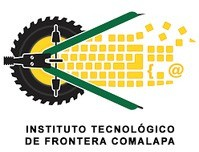 { @
INSTITUTO TECNOLÓGICO
DE FRONTERA COMALAPA